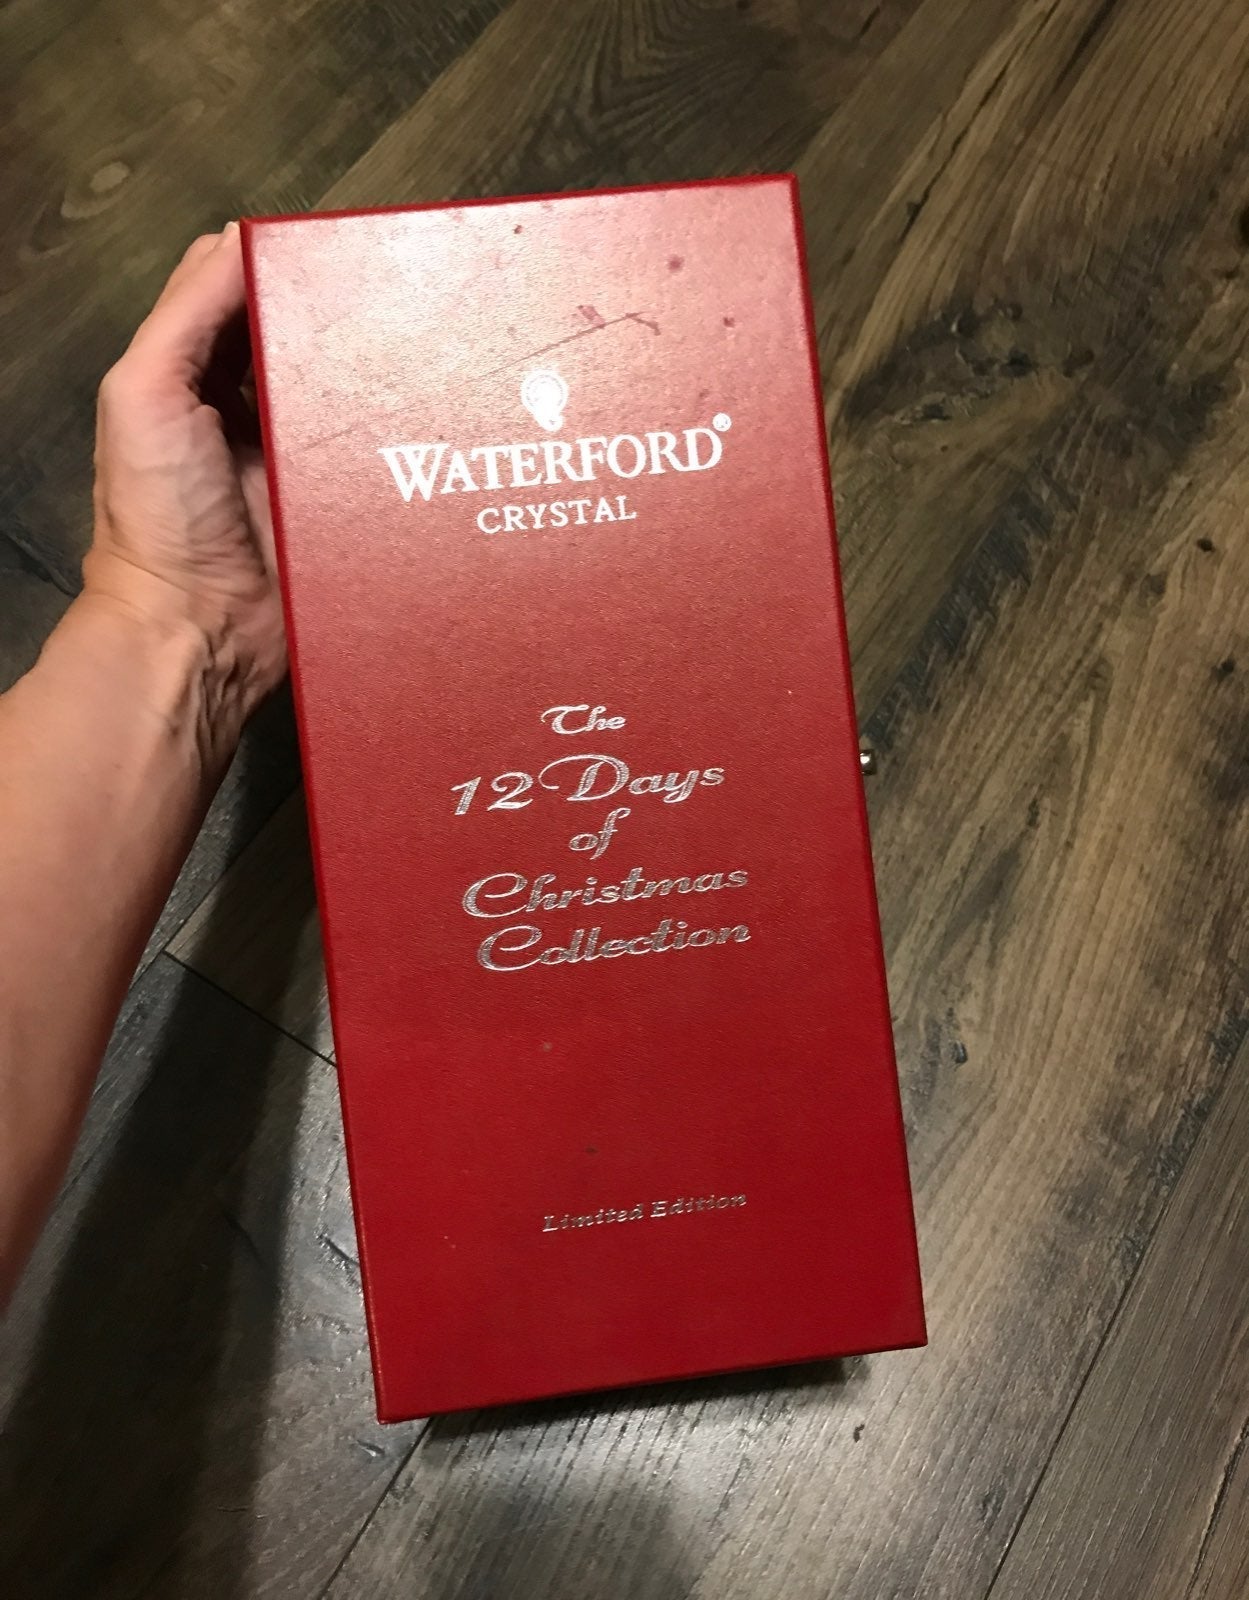 WATERFORD®
CRYSTAL
The
12 Days
of
Christmas
Collection
Limited Edition